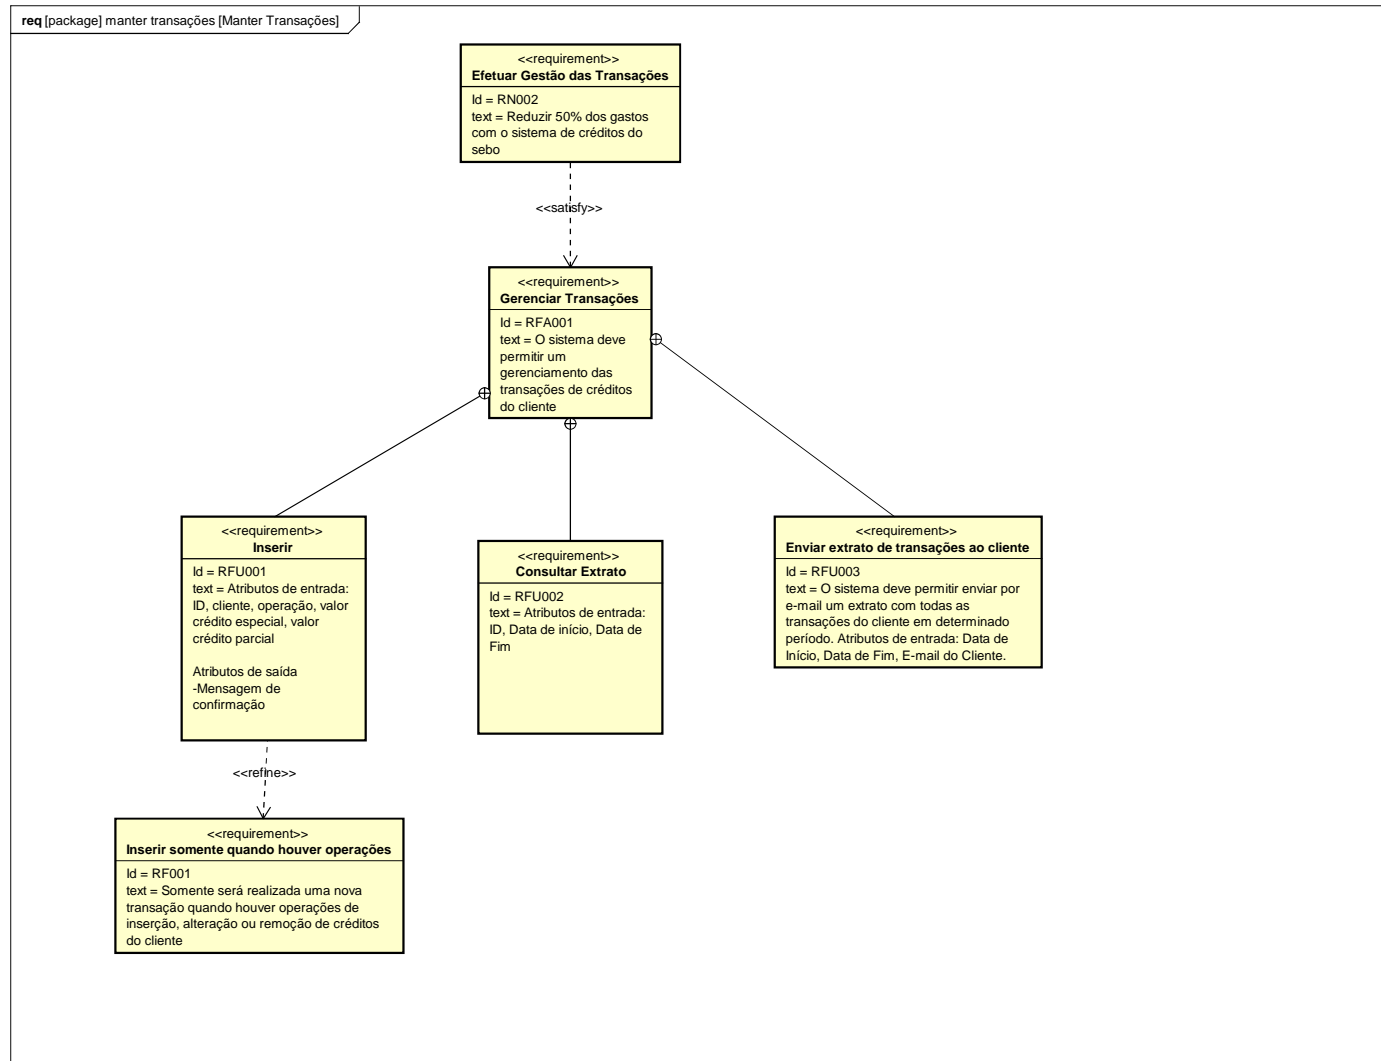 req [package] manter transações [Manter Transações]
<<requirement>>
Efetuar Gestão das Transações
Id = RN002
text = Reduzir 50% dos gastos
com o sistema de créditos do
sebo
<<satisfy>>
<<requirement>>
Gerenciar Transações
Id = RFA001
text = O sistema deve
permitir um
gerenciamento das
transações de créditos
do cliente
<<requirement>>
Inserir
Id = RFU001
text = Atributos de entrada:
ID, cliente, operação, valor
crédito especial, valor
crédito parcial
Atributos de saída
-Mensagem de
confirmação
<<requirement>>
Consultar Extrato
Id = RFU002
text = Atributos de entrada:
ID, Data de início, Data de
Fim
<<requirement>>
Enviar extrato de transações ao cliente
Id = RFU003
text = O sistema deve permitir enviar por
e-mail um extrato com todas as
transações do cliente em determinado
período. Atributos de entrada: Data de
Início, Data de Fim, E-mail do Cliente.
<<refine>>
<<requirement>>
Inserir somente quando houver operações
Id = RF001
text = Somente será realizada uma nova
transação quando houver operações de
inserção, alteração ou remoção de créditos
do cliente